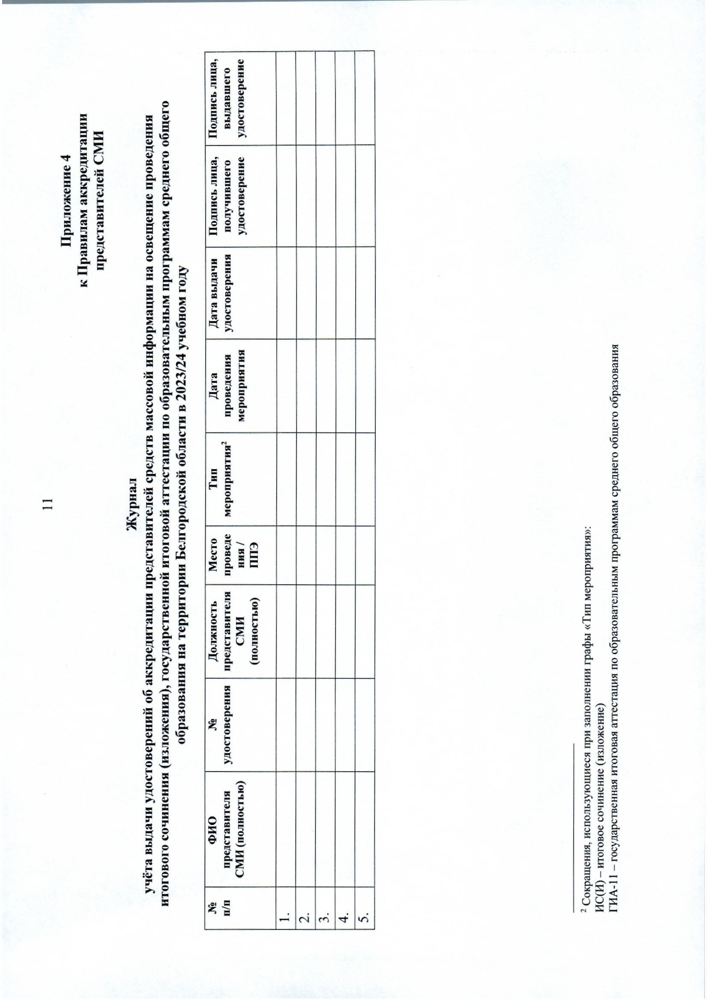 11
Приложение 4
к Правилам аккредитации
представителей СМИ
Журнал
учёта выдачи удостоверений об аккредитации представителей средств массовой информации на освещение проведения
итогового сочинения (изложения), государственной итоговой аттестации по образовательным программам среднего общего
образования на территории Белгородской области в 2023/24 учебном году
№
п/п
ФИО
представителя
СМИ (полностью)
№
удостоверения
Должность
представителя
СМИ
(полностью)
Место
проведе
ния /
ППЭ
Тип
мероприятия²
Дата
проведения
мероприятия
Дата выдачи
удостоверения
Подпись лица,
получившего
удостоверение
Подпись лица,
выдавшего
удостоверение
1.
2.
3.
4.
5.
² Сокращения, использующиеся при заполнении графы «Тип мероприятия»:
ИС(И) – итоговое сочинение (изложение)
ГИА-11 – государственная итоговая аттестация по образовательным программам среднего общего образования